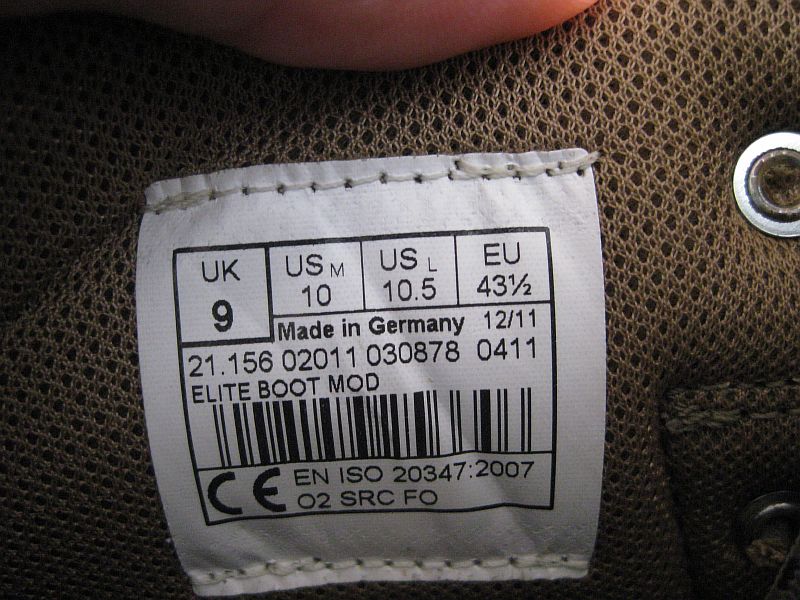 UK US M US L EU
9 10 10.5 43½
Made in Germany 12/11
21.156 02011 030878 0411
ELITE BOOT MOD
CE EN ISO 20347:2007
O2 SRC FO